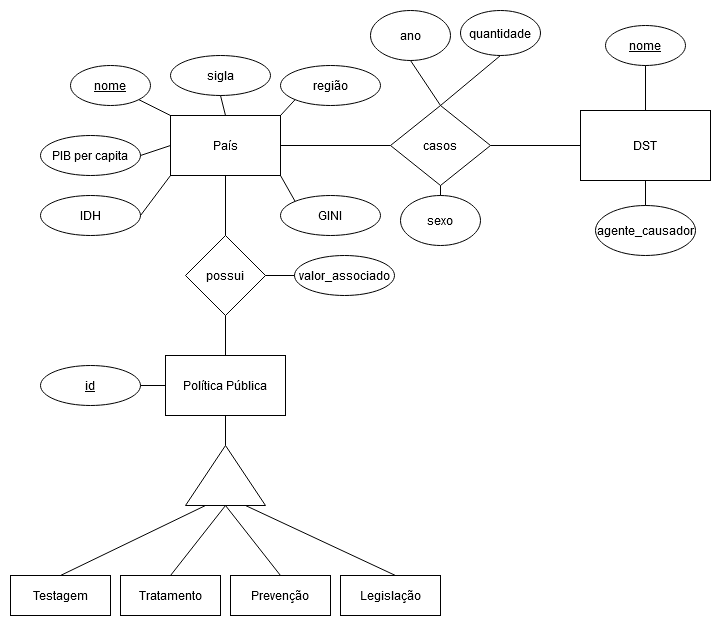 ano
quantidade
nome
nome
sigla
região
PIB per capita
País
casos
DST
IDH
GINI
sexo
agente_causador
possui
valor_associado
id
Política Pública
Testagem
Tratamento
Prevenção
Legislação